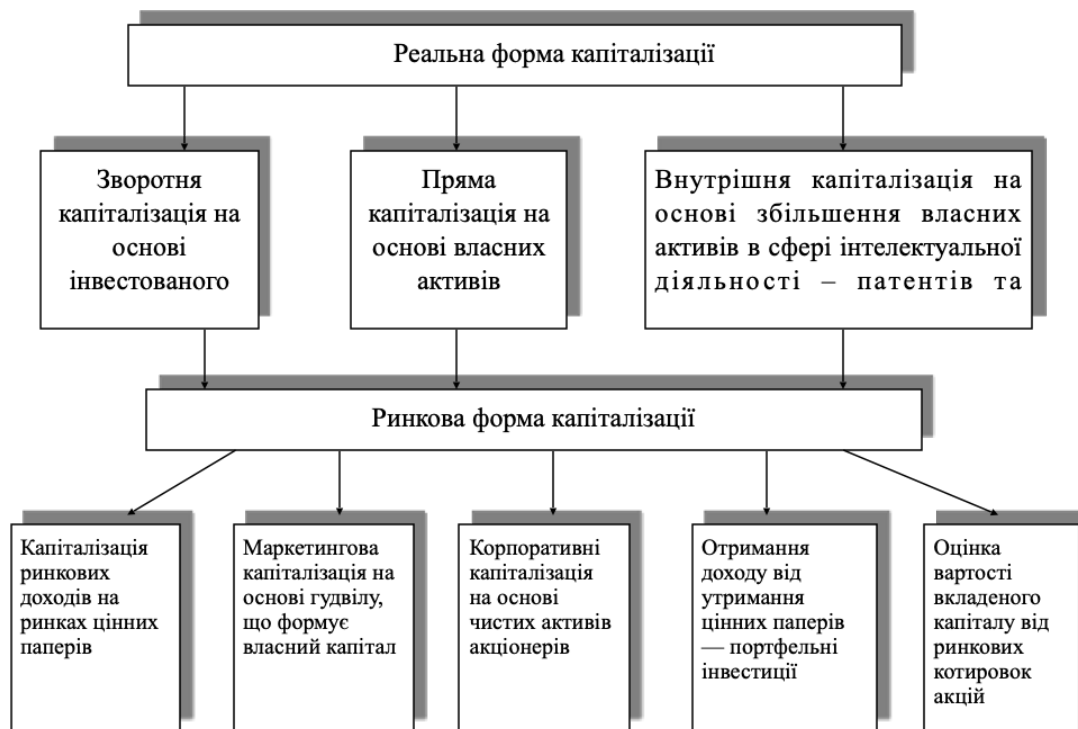 Реальна форма капіталізації
Зворотня
капіталізація на
основі
інвестованого
Пряма
капіталізація на
основі власних
активів
Внутрішня капіталізація на
основі збільшення власних
активів в сфері інтелектуальної
діяльності – патентів та
Ринкова форма капіталізації
Капіталізація
ринкових
доходів на
ринках цінних
паперів
Маркетингова
капіталізація на
основі гудвілу,
що формує
власний капітал
Корпоративні
капіталізація
на основі
чистих активів
акціонерів
Отримання
доходу від
утримання
цінних паперів
— портфельні
інвестиції
Оцінка
вартості
вкладеного
капіталу від
ринкових
котировок
акцій